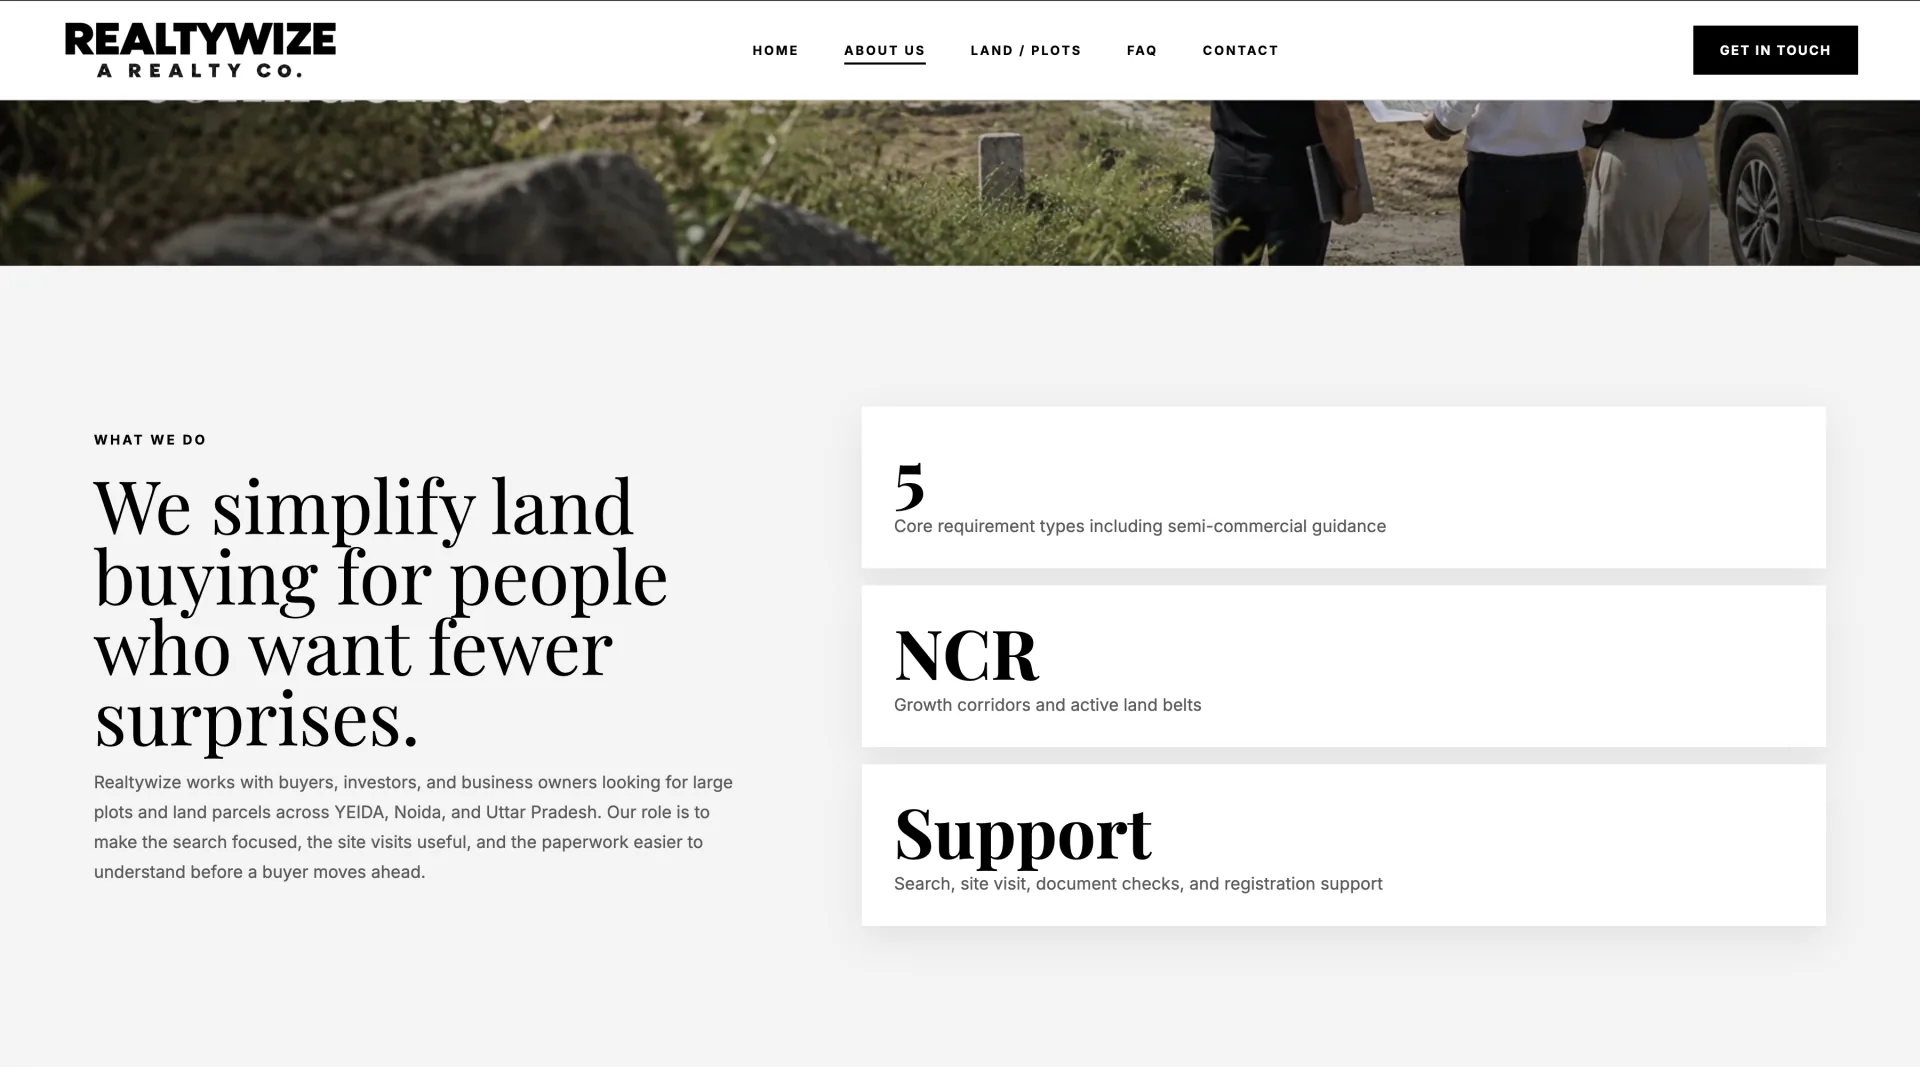 REALTYWIZE
A REALTY CO.
HOME
ABOUT US
LAND / PLOTS
FAQ
CONTACT
GET IN TOUCH
WHAT WE DO
We simplify land
buying for people
who want fewer
surprises.
Realtywize works with buyers, investors, and business owners looking for large
plots and land parcels across YEIDA, Noida, and Uttar Pradesh. Our role is to
make the search focused, the site visits useful, and the paperwork easier to
understand before a buyer moves ahead.
5
Core requirement types including semi-commercial guidance
NCR
Growth corridors and active land belts
Support
Search, site visit, document checks, and registration support